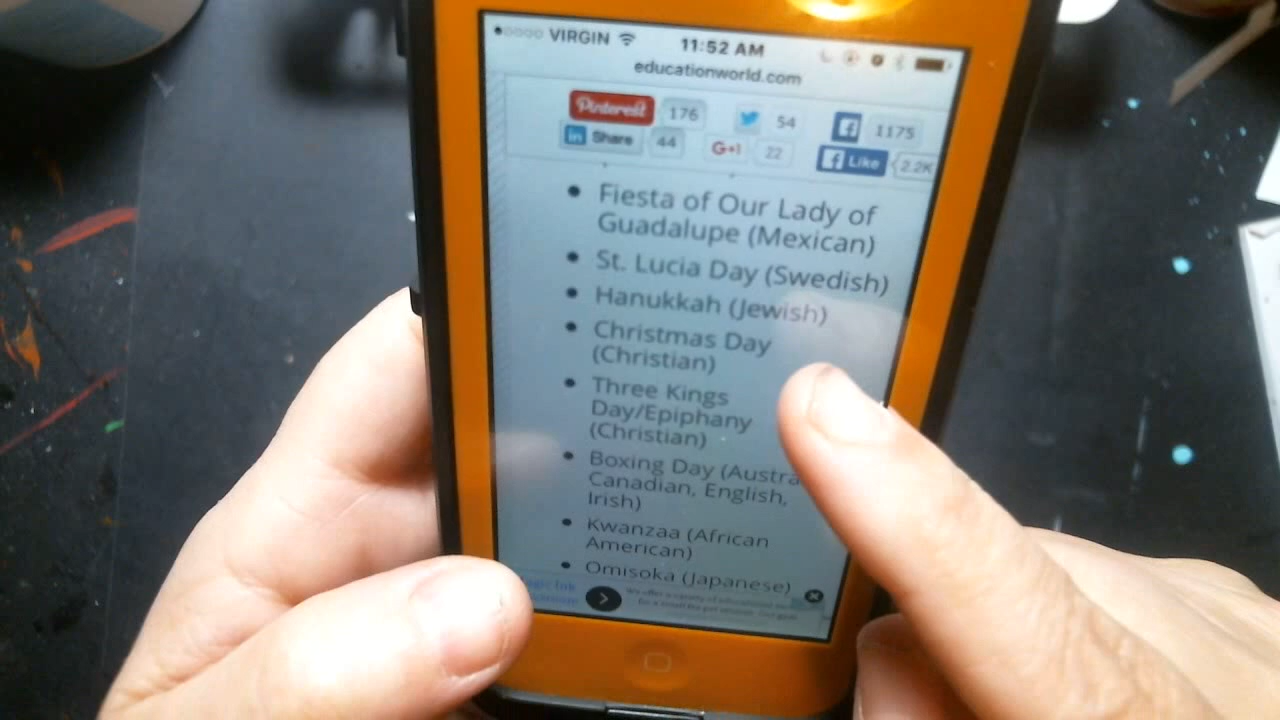 VIRGIN 11:52 AM
educationworld.com
Pinterest 176 54 1175
in Share 44 G+1 22 f Like 2.2K
• Fiesta of Our Lady of
Guadalupe (Mexican)
• St. Lucia Day (Swedish)
• Hanukkah (Jewish)
• Christmas Day
(Christian)
• Three Kings
Day/Epiphany
(Christian)
• Boxing Day
Canadian, English,
Irish)
• Kwanzaa (African
American)
• Omisoka (Japanese)